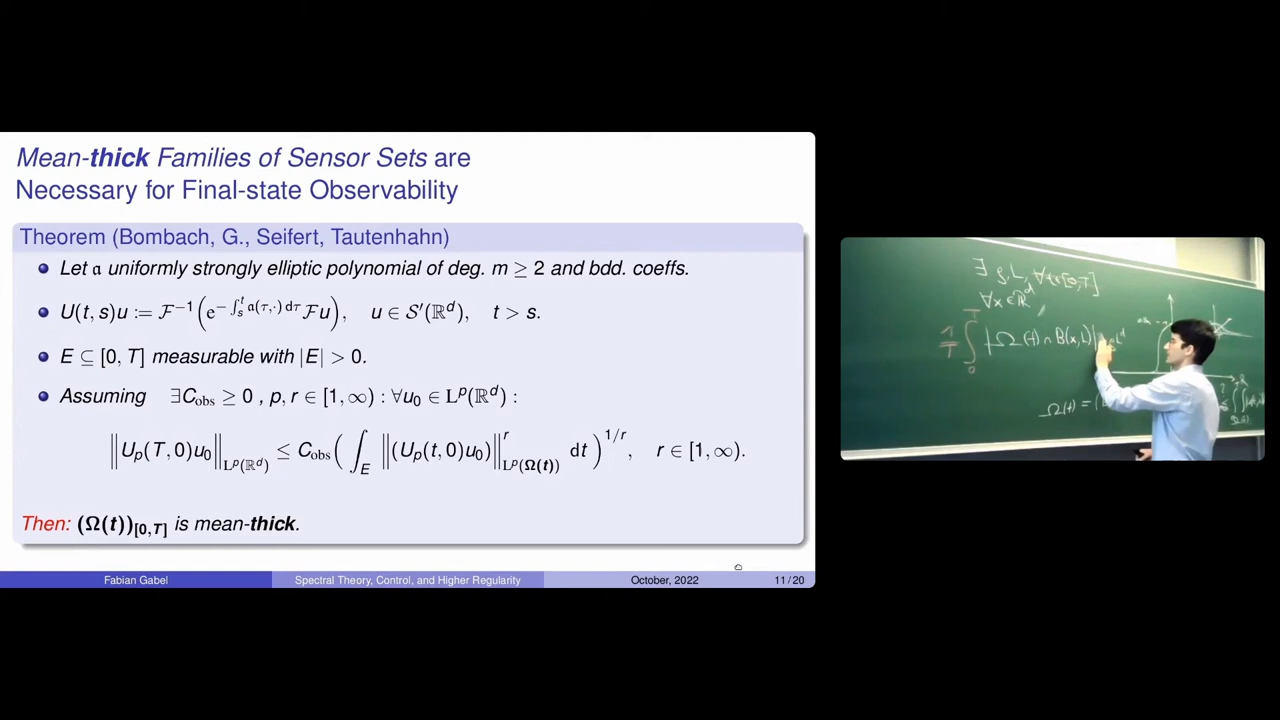 Mean-thick Families of Sensor Sets are
Necessary for Final-state Observability
Theorem (Bombach, G., Seifert, Tautenhahn)
Let 𝔞 uniformly strongly elliptic polynomial of deg. m ≥ 2 and bdd. coeffs.
U(t, s)u := ℱ⁻¹(e^{−∫_s^t 𝔞(τ,·) dτ} ℱu), u ∈ 𝒮′(ℝ^d), t > s.
E ⊆ [0, T] measurable with |E| > 0.
Assuming ∃C_obs ≥ 0 , p, r ∈ [1, ∞) : ∀u₀ ∈ L^p(ℝ^d) :
‖U_p(T, 0)u₀‖_{L^p(ℝ^d)} ≤ C_obs(∫_E ‖(U_p(t, 0)u₀)‖^r_{L^p(Ω(t))} dt)^{1/r}, r ∈ [1, ∞).
Then: (Ω(t))_{[0,T]} is mean-thick.
Fabian Gabel
Spectral Theory, Control, and Higher Regularity
October, 2022
11 / 20
∃ ρ, L, ∀t∈[0,T]
∀x∈ℝ^d
1/T ∫_0^T |Ω(t) ∩ B(x,L)|
Ω(t) =